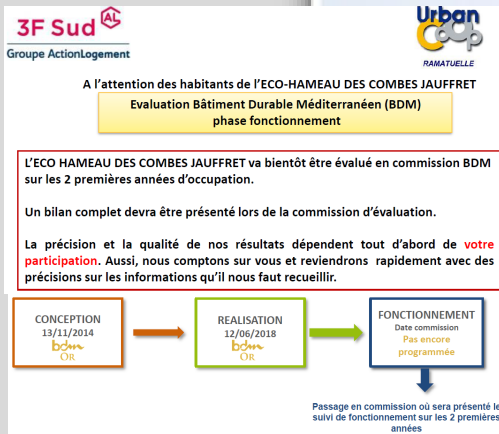 3F Sud AL
Groupe ActionLogement
Urban
Coop
RAMATUELLE
A l'attention des habitants de l'ECO-HAMEAU DES COMBES JAUFFRET
Evaluation Bâtiment Durable Méditerranéen (BDM)
phase fonctionnement
L'ECO HAMEAU DES COMBES JAUFFRET va bientôt être évalué en commission BDM
sur les 2 premières années d'occupation.
Un bilan complet devra être présenté lors de la commission d'évaluation.
La précision et la qualité de nos résultats dépendent tout d'abord de votre
participation. Aussi, nous comptons sur vous et reviendrons rapidement avec des
précisions sur les informations qu'il nous faut recueillir.
CONCEPTION
13/11/2014
bdm
OR
REALISATION
12/06/2018
bdm
OR
FONCTIONNEMENT
Date commission
Pas encore
programmée
Passage en commission où sera présenté le
suivi de fonctionnement sur les 2 premières
années